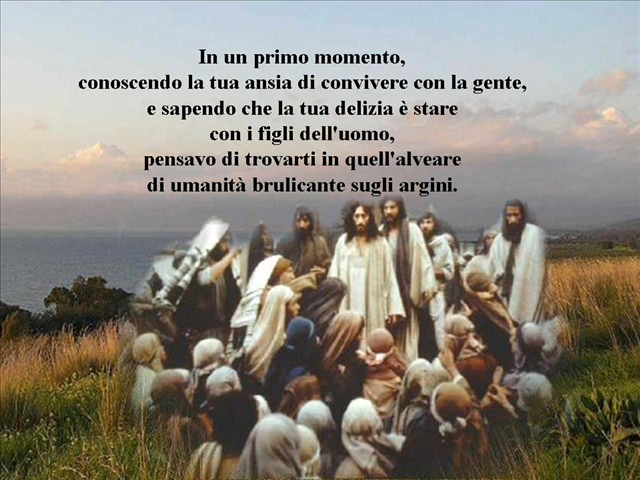 In un primo momento,
conoscendo la tua ansia di convivere con la gente,
e sapendo che la tua delizia è stare
con i figli dell'uomo,
pensavo di trovarti in quell'alveare
di umanità brulicante sugli argini.